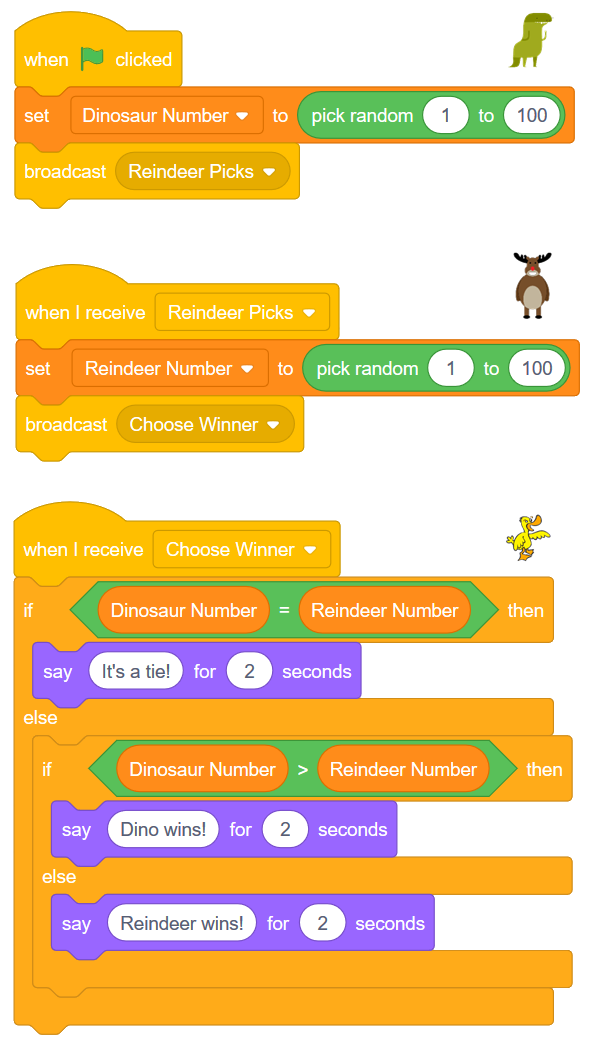 when clicked
set Dinosaur Number to pick random 1 to 100
broadcast Reindeer Picks
when I receive Reindeer Picks
set Reindeer Number to pick random 1 to 100
broadcast Choose Winner
when I receive Choose Winner
if Dinosaur Number = Reindeer Number then
say It's a tie! for 2 seconds
else
if Dinosaur Number > Reindeer Number then
say Dino wins! for 2 seconds
else
say Reindeer wins! for 2 seconds